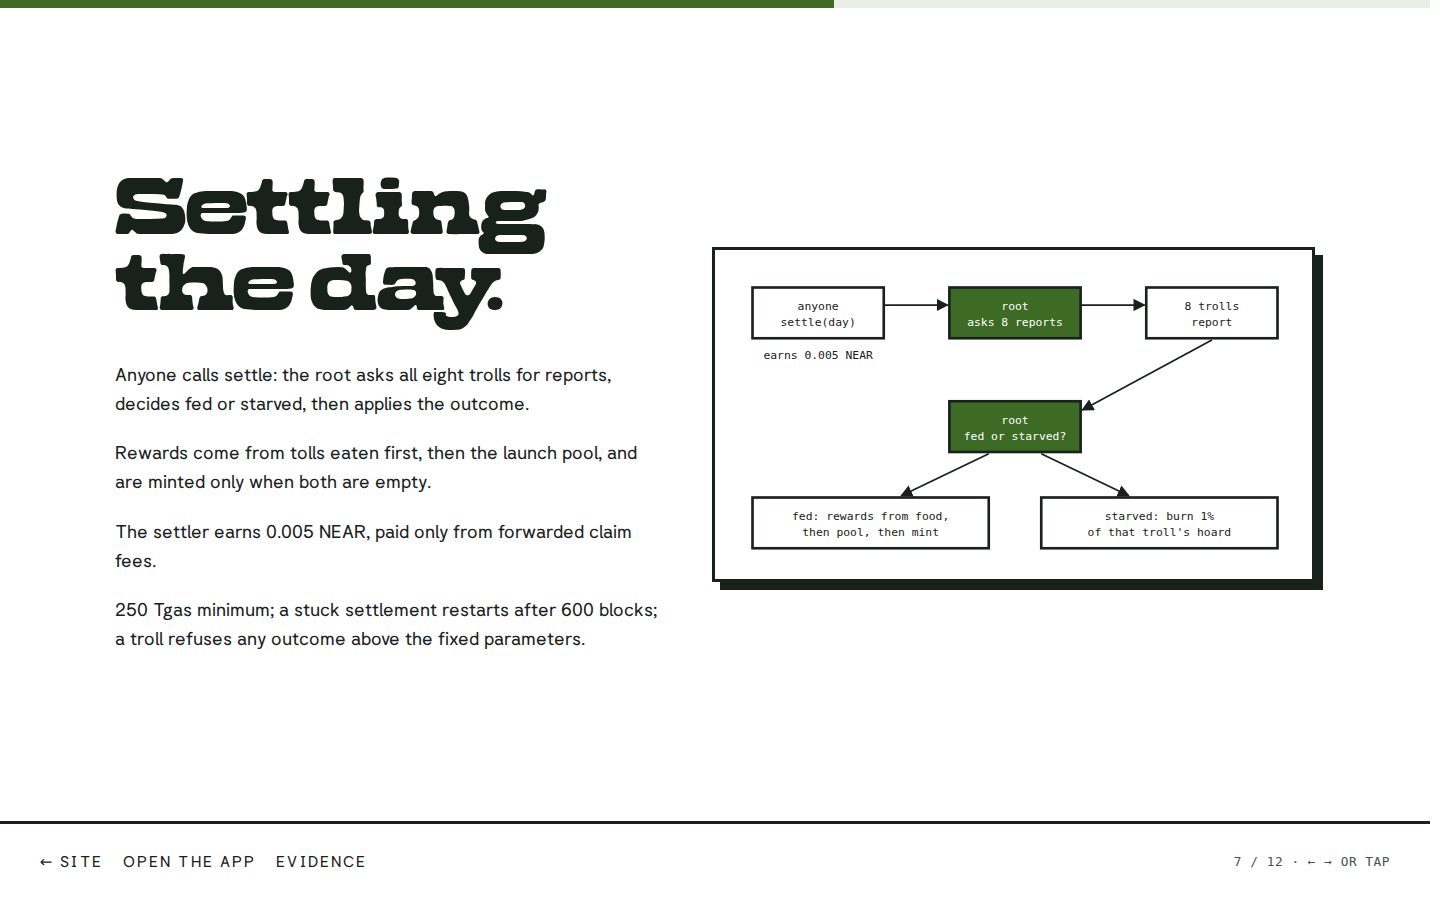 Settling
the day.
Anyone calls settle: the root asks all eight trolls for reports,
decides fed or starved, then applies the outcome.
Rewards come from tolls eaten first, then the launch pool, and
are minted only when both are empty.
The settler earns 0.005 NEAR, paid only from forwarded claim
fees.
250 Tgas minimum; a stuck settlement restarts after 600 blocks;
a troll refuses any outcome above the fixed parameters.
anyone
settle(day)
earns 0.005 NEAR
root
asks 8 reports
8 trolls
report
root
fed or starved?
fed: rewards from food,
then pool, then mint
starved: burn 1%
of that troll's hoard
← SITE OPEN THE APP EVIDENCE
7 / 12 · ← → OR TAP